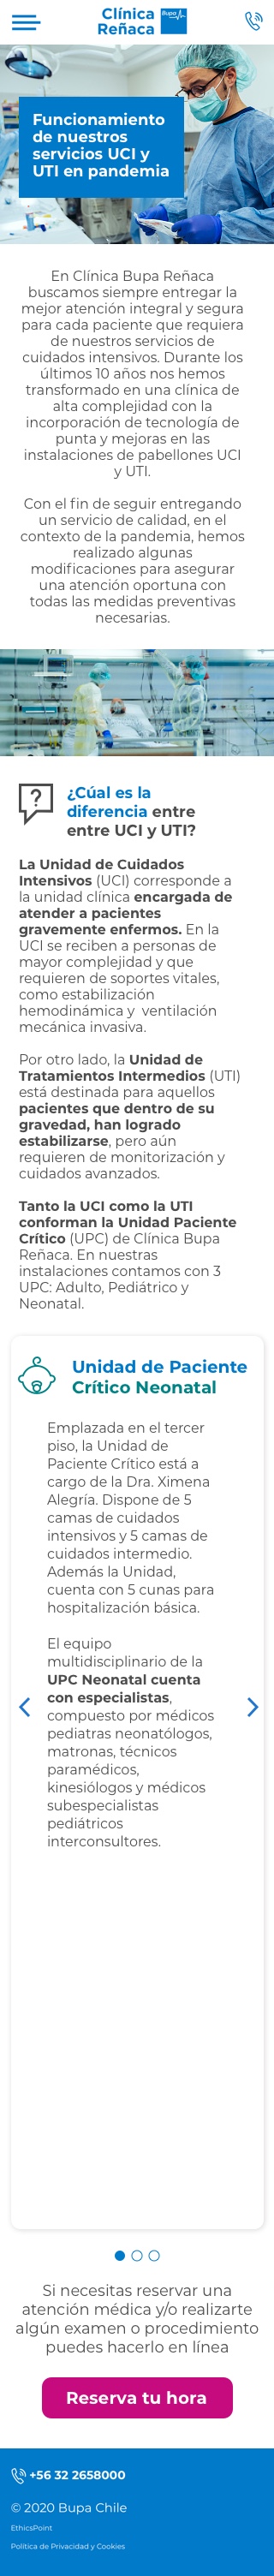 Clínica
Reñaca
Bupa
Funcionamiento
de nuestros
servicios UCI y
UTI en pandemia
En Clínica Bupa Reñaca
buscamos siempre entregar la
mejor atención integral y segura
para cada paciente que requiera
de nuestros servicios de
cuidados intensivos. Durante los
últimos 10 años nos hemos
transformado en una clínica de
alta complejidad con la
incorporación de tecnología de
punta y mejoras en las
instalaciones de pabellones UCI
y UTI.
Con el fin de seguir entregando
un servicio de calidad, en el
contexto de la pandemia, hemos
realizado algunas
modificaciones para asegurar
una atención oportuna con
todas las medidas preventivas
necesarias.
¿Cúal es la
diferencia entre
entre UCI y UTI?
La Unidad de Cuidados
Intensivos (UCI) corresponde a
la unidad clínica encargada de
atender a pacientes
gravemente enfermos. En la
UCI se reciben a personas de
mayor complejidad y que
requieren de soportes vitales,
como estabilización
hemodinámica y ventilación
mecánica invasiva.
Por otro lado, la Unidad de
Tratamientos Intermedios (UTI)
está destinada para aquellos
pacientes que dentro de su
gravedad, han logrado
estabilizarse, pero aún
requieren de monitorización y
cuidados avanzados.
Tanto la UCI como la UTI
conforman la Unidad Paciente
Crítico (UPC) de Clínica Bupa
Reñaca. En nuestras
instalaciones contamos con 3
UPC: Adulto, Pediátrico y
Neonatal.
Unidad de Paciente
Crítico Neonatal
Emplazada en el tercer
piso, la Unidad de
Paciente Crítico está a
cargo de la Dra. Ximena
Alegría. Dispone de 5
camas de cuidados
intensivos y 5 camas de
cuidados intermedio.
Además la Unidad,
cuenta con 5 cunas para
hospitalización básica.
El equipo
multidisciplinario de la
UPC Neonatal cuenta
con especialistas,
compuesto por médicos
pediatras neonatólogos,
matronas, técnicos
paramédicos,
kinesiólogos y médicos
subespecialistas
pediátricos
interconsultores.
Si necesitas reservar una
atención médica y/o realizarte
algún examen o procedimiento
puedes hacerlo en línea
Reserva tu hora
+56 32 2658000
© 2020 Bupa Chile
EthicsPoint
Política de Privacidad y Cookies